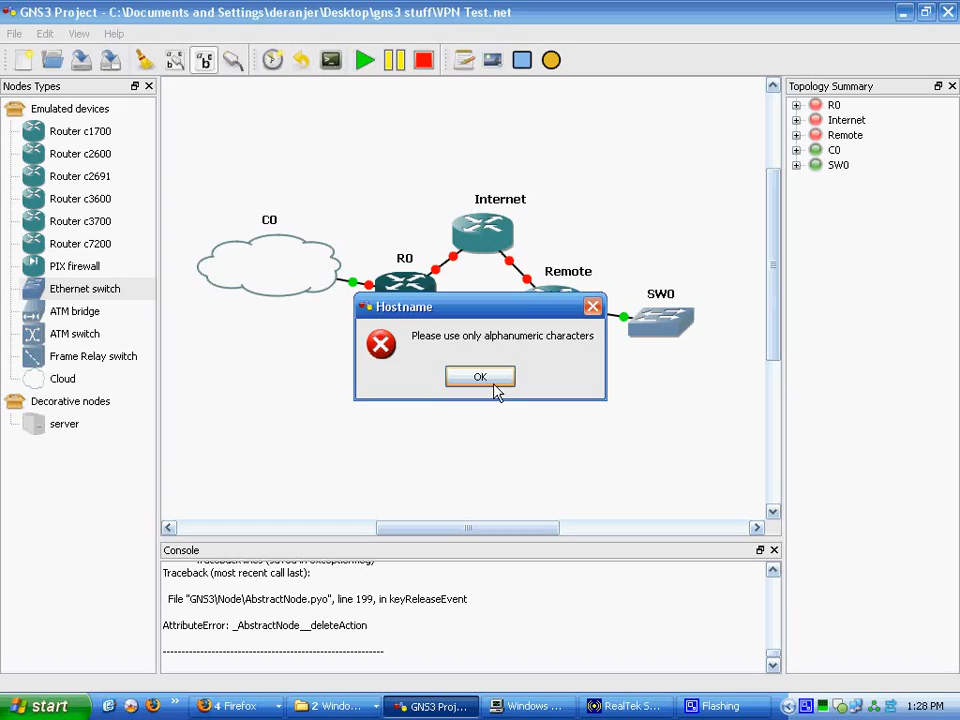 GNS3 Project - C:\Documents and Settings\deranjer\Desktop\gns3 stuff\VPN Test.net
File Edit View Help
Nodes Types
Emulated devices
Router c1700
Router c2600
Router c2691
Router c3600
Router c3700
Router c7200
PIX firewall
Ethernet switch
ATM bridge
ATM switch
Frame Relay switch
Cloud
Decorative nodes
server
C0
Internet
R0
Remote
SW0
Hostname
Please use only alphanumeric characters
OK
Topology Summary
R0
Internet
Remote
C0
SW0
Console
Traceback (most recent call last):
File "GNS3\Node\AbstractNode.pyo", line 199, in keyReleaseEvent
AttributeError: _AbstractNode__deleteAction
------------------------------------------------------------
start
4 Firefox
2 Windo...
GNS3 Proj...
Windows ...
RealTek S...
Flashing
1:28 PM